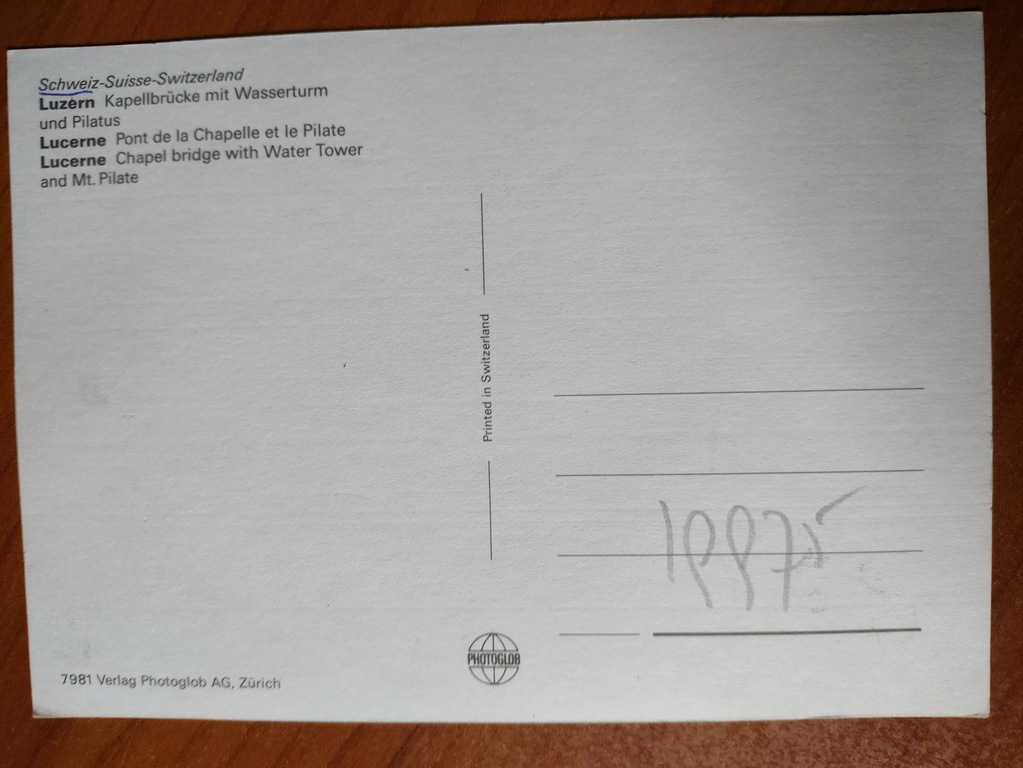 Schweiz-Suisse-Switzerland
Luzern Kapellbrücke mit Wasserturm
und Pilatus
Lucerne Pont de la Chapelle et le Pilate
Lucerne Chapel bridge with Water Tower
and Mt. Pilate
Printed in Switzerland
PHOTOGLOB
7981 Verlag Photoglob AG, Zürich